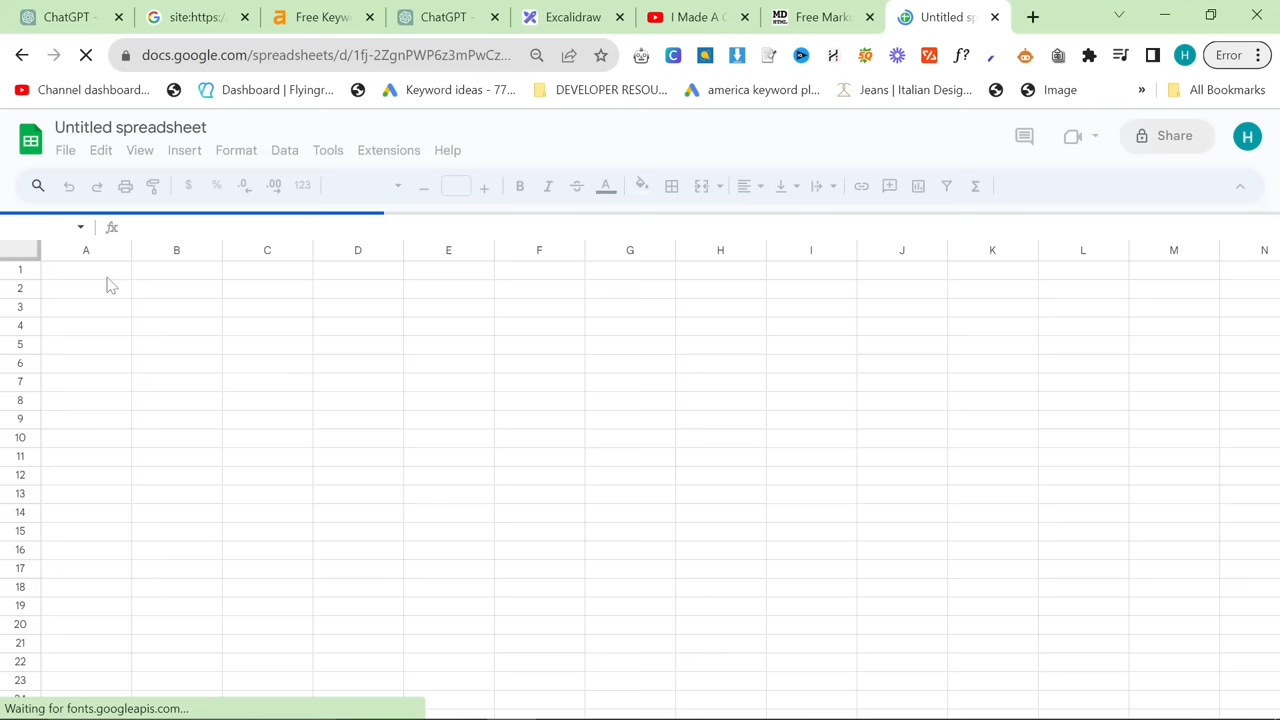 ChatGPT -
site:https:/
Free Keyw
ChatGPT -
Excalidraw
I Made A C
Free Mark
Untitled sp
docs.google.com/spreadsheets/d/1fj-2ZgnPWP6z3mPwCz...
Error
Channel dashboard...
Dashboard | Flyingr...
Keyword ideas - 77...
DEVELOPER RESOU...
america keyword pl...
Jeans | Italian Desig...
Image
»
All Bookmarks
Untitled spreadsheet
Share
H
File Edit View Insert Format Data Tools Extensions Help
$ % .0 .00 123
B I A
fx
A B C D E F G H I J K L M N
1
2
3
4
5
6
7
8
9
10
11
12
13
14
15
16
17
18
19
20
21
22
23
Waiting for fonts.googleapis.com...